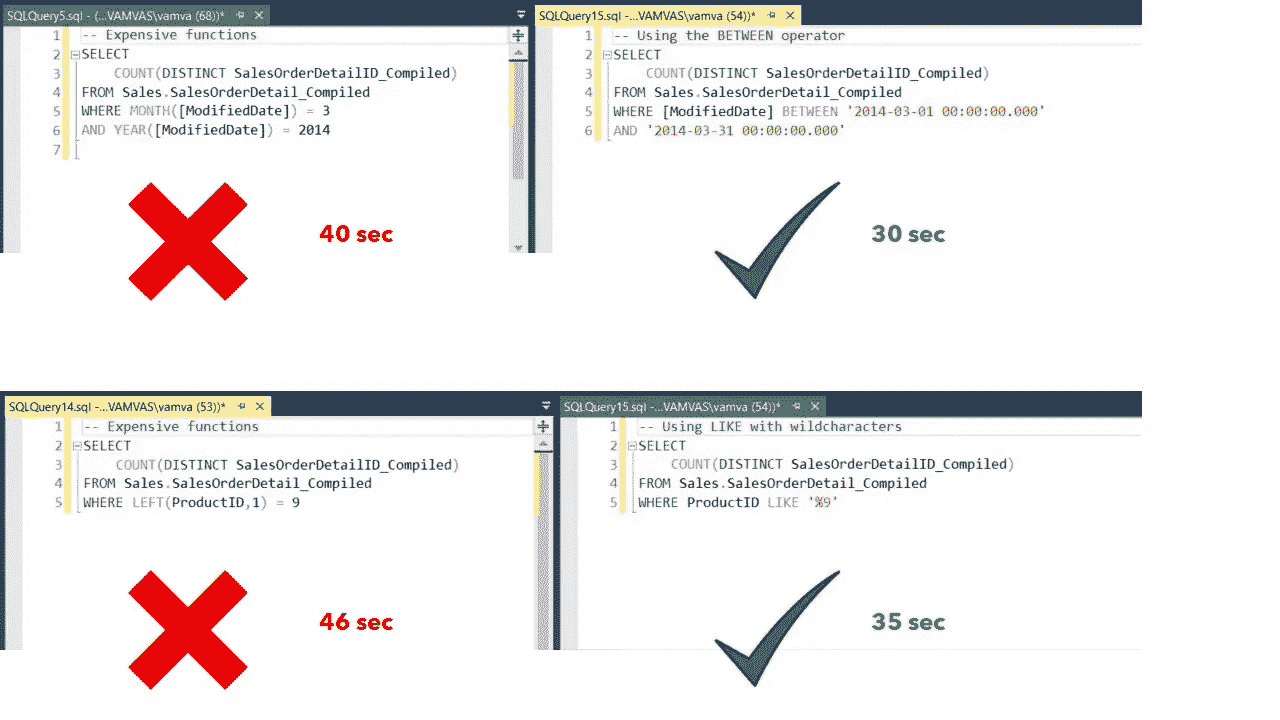 SQLQuery5.sql - (...VAMVAS\vamva (68))*
1 -- Expensive functions
2 SELECT
3 COUNT(DISTINCT SalesOrderDetailID_Compiled)
4 FROM Sales.SalesOrderDetail_Compiled
5 WHERE MONTH([ModifiedDate]) = 3
6 AND YEAR([ModifiedDate]) = 2014
7
40 sec
SQLQuery15.sql -...VAMVAS\vamva (54))*
1 -- Using the BETWEEN operator
2 SELECT
3 COUNT(DISTINCT SalesOrderDetailID_Compiled)
4 FROM Sales.SalesOrderDetail_Compiled
5 WHERE [ModifiedDate] BETWEEN '2014-03-01 00:00:00.000'
6 AND '2014-03-31 00:00:00.000'
30 sec
SQLQuery14.sql -...VAMVAS\vamva (53))*
1 -- Expensive functions
2 SELECT
3 COUNT(DISTINCT SalesOrderDetailID_Compiled)
4 FROM Sales.SalesOrderDetail_Compiled
5 WHERE LEFT(ProductID,1) = 9
46 sec
SQLQuery15.sql -...VAMVAS\vamva (54))*
1 -- Using LIKE with wildcharacters
2 SELECT
3 COUNT(DISTINCT SalesOrderDetailID_Compiled)
4 FROM Sales.SalesOrderDetail_Compiled
5 WHERE ProductID LIKE '%9'
35 sec